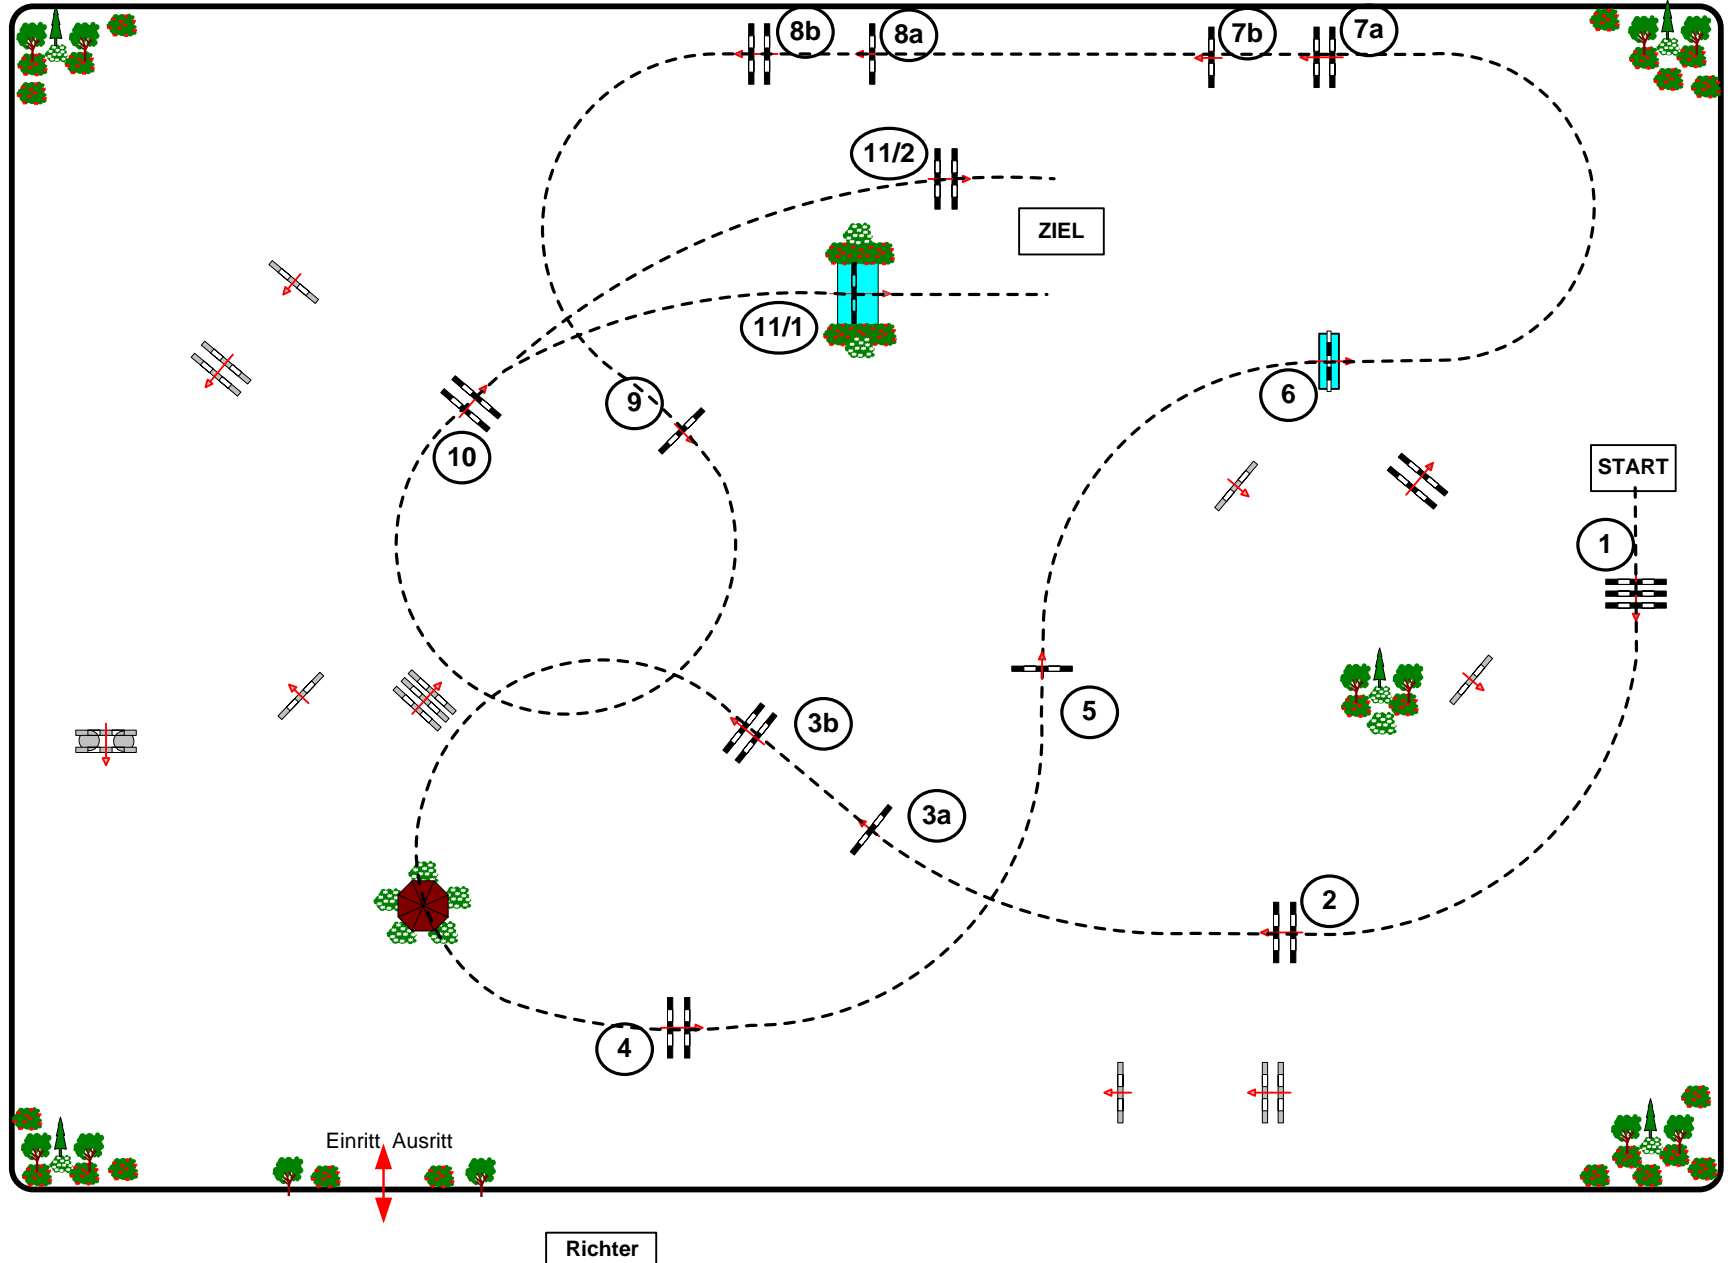 8b
8a
7b
7a
11/2
ZIEL
11/1
6
9
10
START
1
3b
5
3a
2
4
Einritt Ausritt
Richter